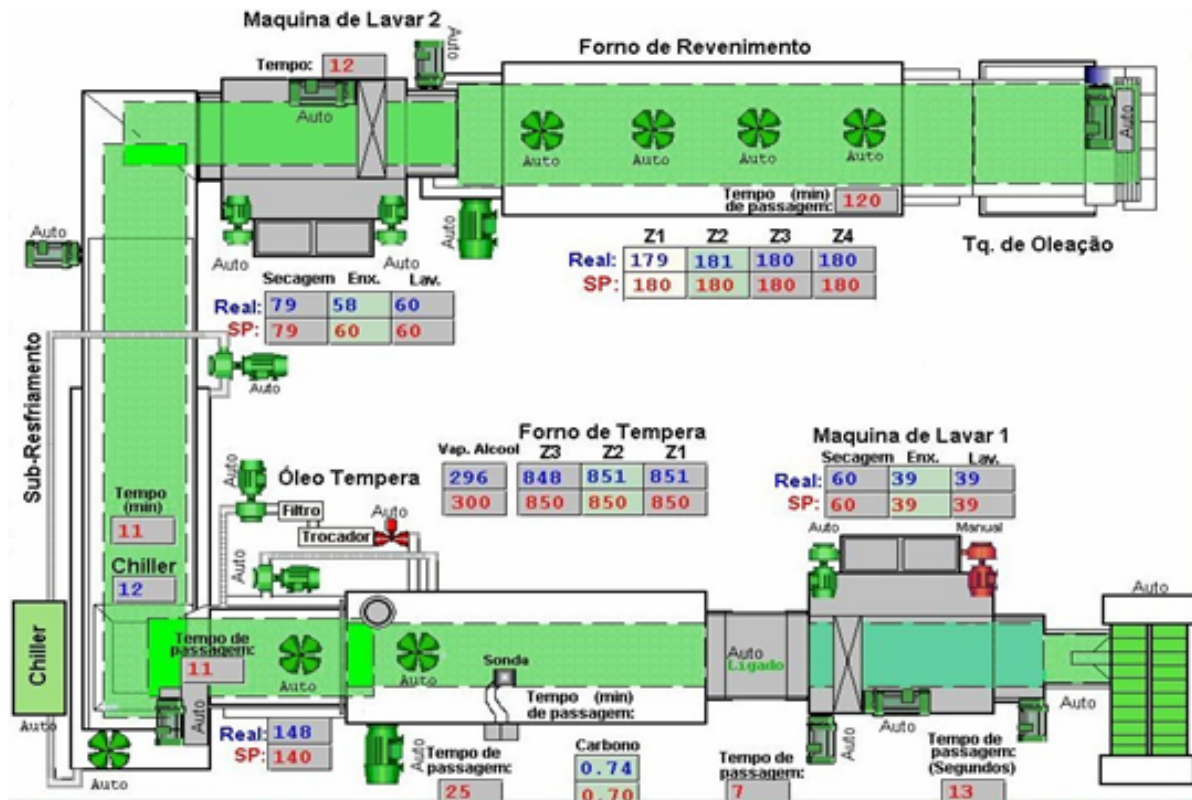 Maquina de Lavar 2
Auto
Forno de Revenimento
Tempo: 12
Auto
Auto Auto Auto Auto
Auto
Tempo (min)
de passagem: 120
Auto
Auto
Auto Auto
Tq. de Oleação
Z1 Z2 Z3 Z4
Real: 179 181 180 180
SP: 180 180 180 180
Secagem Enx. Lav.
Real: 79 58 60
SP: 79 60 60
Sub-Resfriamento
Auto
Forno de Tempera
Vap. Alcool Z3 Z2 Z1
296 848 851 851
300 850 850 850
Maquina de Lavar 1
Secagem Enx. Lav.
Real: 60 39 39
SP: 60 39 39
Auto
Manual
Óleo Tempera
Auto
Filtro
Auto
Trocador
Auto
Tempo
(min)
11
Chiller
12
Auto
Chiller
Tempo de
passagem:
11
Auto
Auto
Sonda
Auto
Ligado
Tempo (min)
de passagem:
Auto
Auto
Auto
Auto
Real: 148
SP: 140
Auto
Auto
Auto
Tempo de
passagem:
25
Carbono
0.74
0.70
Tempo de
passagem:
7
Tempo de
passagem:
(Segundos)
13